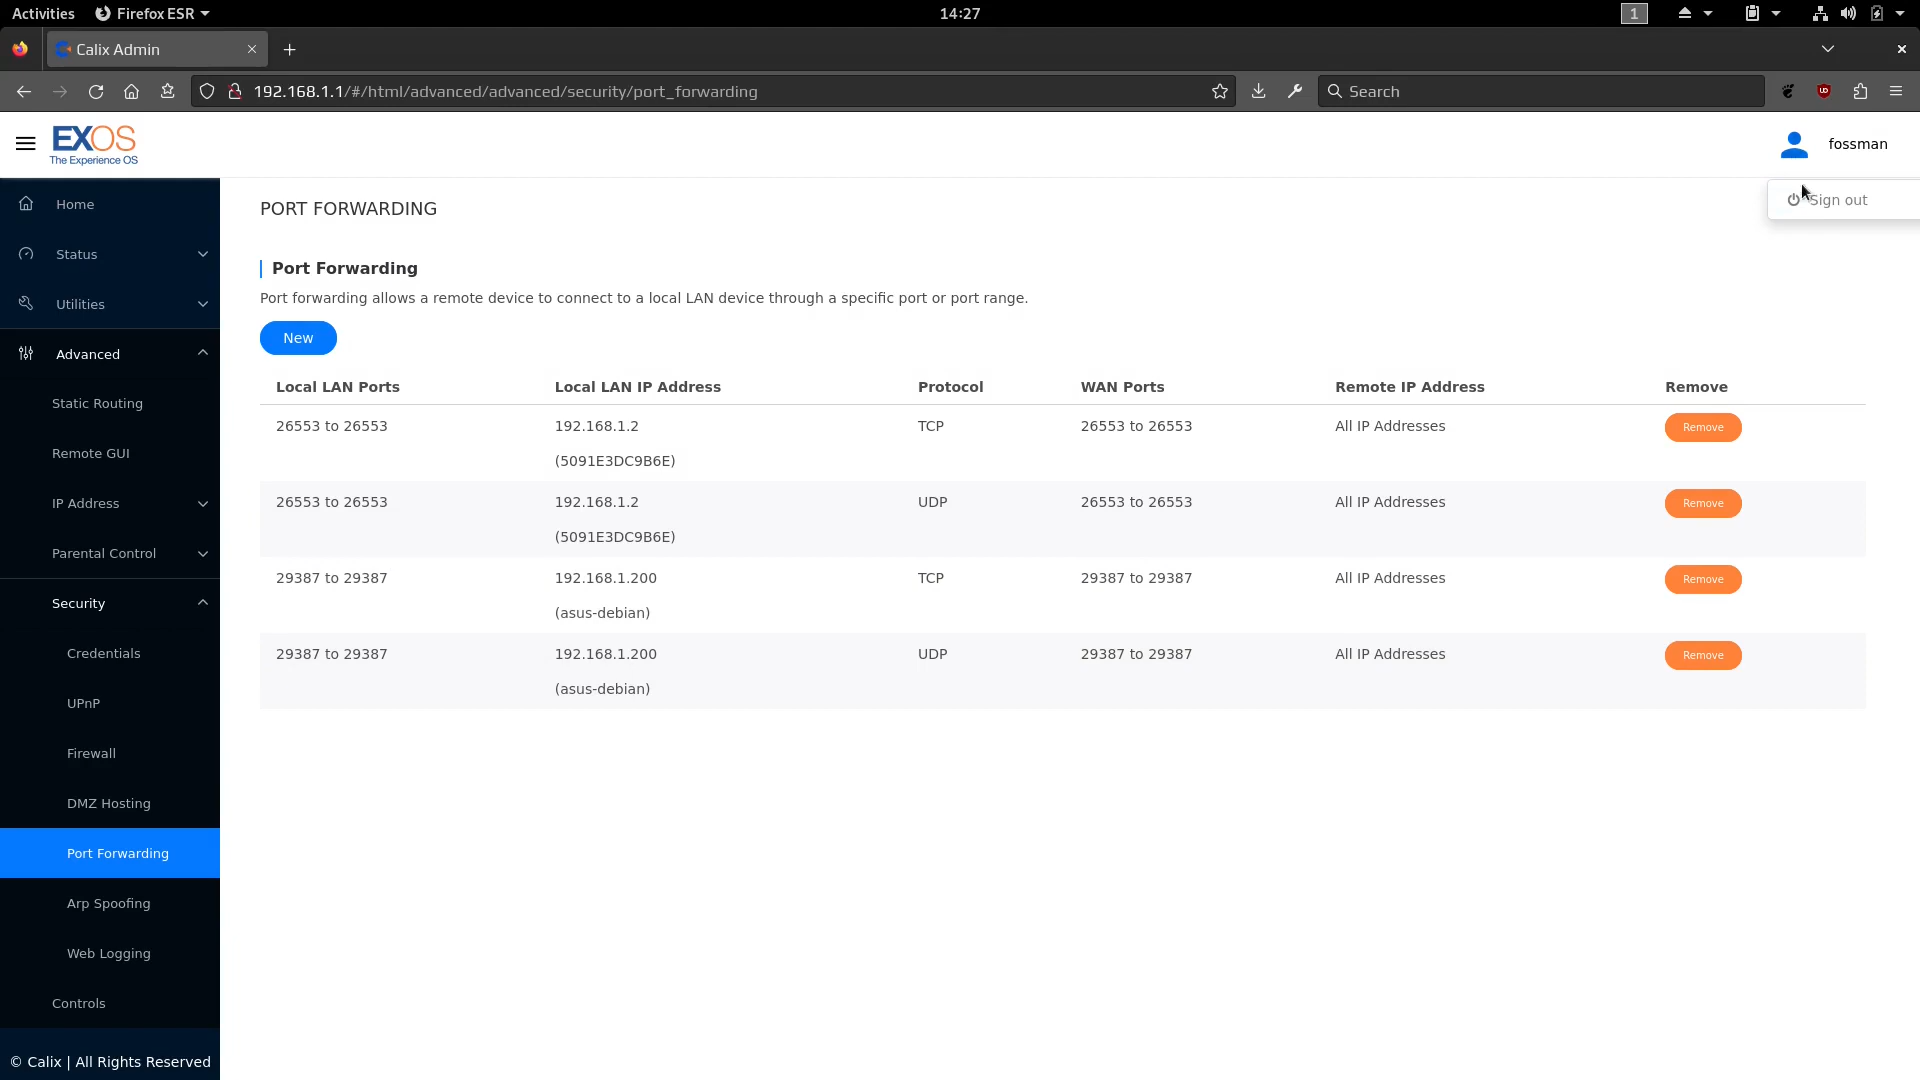 Activities Firefox ESR 14:27 1
Calix Admin
192.168.1.1/#/html/advanced/advanced/security/port_forwarding Search
EXOS
The Experience OS
fossman
Sign out
Home
Status
Utilities
Advanced
Static Routing
Remote GUI
IP Address
Parental Control
Security
Credentials
UPnP
Firewall
DMZ Hosting
Port Forwarding
Arp Spoofing
Web Logging
Controls
© Calix | All Rights Reserved
PORT FORWARDING
Port Forwarding
Port forwarding allows a remote device to connect to a local LAN device through a specific port or port range.
New
Local LAN Ports Local LAN IP Address Protocol WAN Ports Remote IP Address Remove
26553 to 26553 192.168.1.2 TCP 26553 to 26553 All IP Addresses Remove
(5091E3DC9B6E)
26553 to 26553 192.168.1.2 UDP 26553 to 26553 All IP Addresses Remove
(5091E3DC9B6E)
29387 to 29387 192.168.1.200 TCP 29387 to 29387 All IP Addresses Remove
(asus-debian)
29387 to 29387 192.168.1.200 UDP 29387 to 29387 All IP Addresses Remove
(asus-debian)